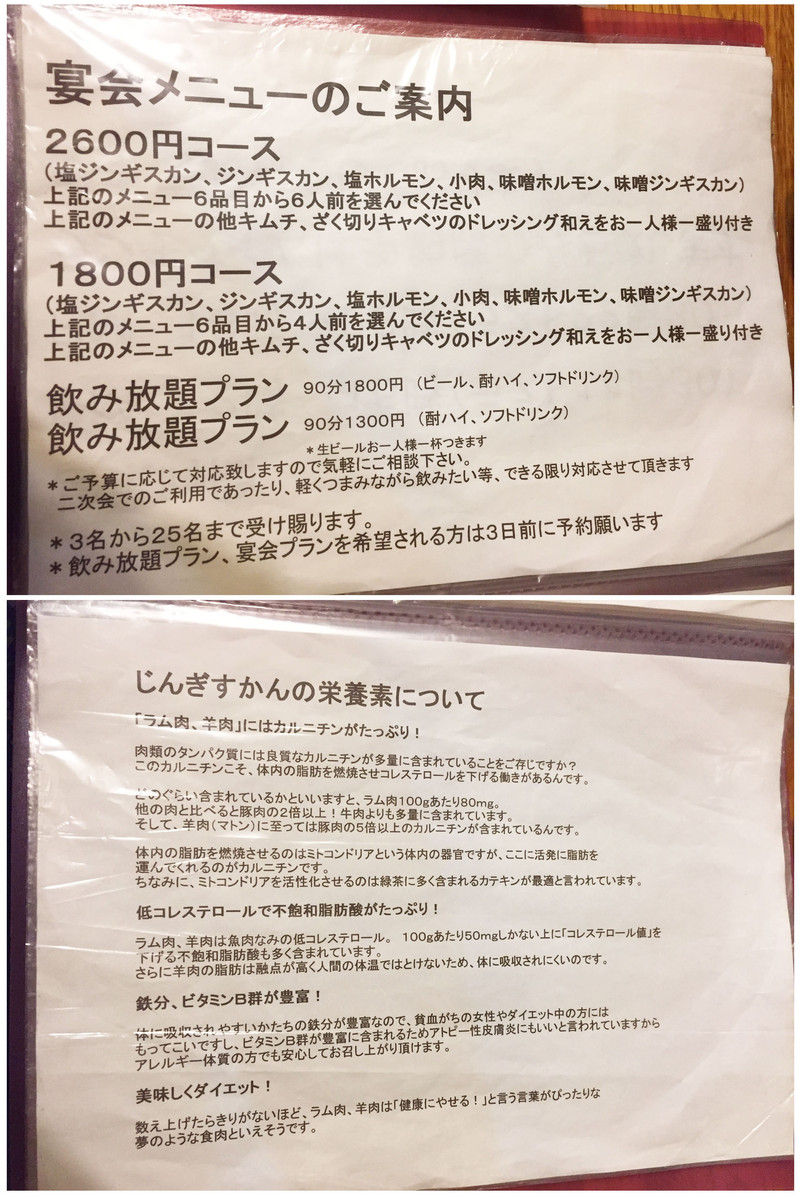 宴会メニューのご案内
2600円コース
(塩ジンギスカン、ジンギスカン、塩ホルモン、小肉、味噌ホルモン、味噌ジンギスカン)
上記のメニュー6品目から6人前を選んでください
上記のメニューの他キムチ、ざく切りキャベツのドレッシング和えをお一人様一盛り付き
1800円コース
(塩ジンギスカン、ジンギスカン、塩ホルモン、小肉、味噌ホルモン、味噌ジンギスカン)
上記のメニュー6品目から4人前を選んでください
上記のメニューの他キムチ、ざく切りキャベツのドレッシング和えをお一人様一盛り付き
飲み放題プラン 90分1800円 (ビール、酎ハイ、ソフトドリンク)
飲み放題プラン 90分1300円 (酎ハイ、ソフトドリンク)
*生ビールお一人様一杯つきます
*ご予算に応じて対応致しますので気軽にご相談下さい。
二次会でのご利用であったり、軽くつまみながら飲みたい等、できる限り対応させて頂きます
*3名から25名まで受け賜ります。
*飲み放題プラン、宴会プランを希望される方は3日前に予約願います
じんぎすかんの栄養素について
「ラム肉、羊肉」にはカルニチンがたっぷり!
肉類のタンパク質には良質なカルニチンが多量に含まれていることをご存じですか?
このカルニチンこそ、体内の脂肪を燃焼させコレステロールを下げる働きがあるんです。
どのぐらい含まれているかといいますと、ラム肉100gあたり80mg。
他の肉と比べると豚肉の2倍以上!牛肉よりも多量に含まれています。
そして、羊肉(マトン)に至っては豚肉の5倍以上のカルニチンが含まれているんです。
体内の脂肪を燃焼させるのはミトコンドリアという体内の器官ですが、ここに活発に脂肪を
運んでくれるのがカルニチンです。
ちなみに、ミトコンドリアを活性化させるのは緑茶に多く含まれるカテキンが最適と言われています。
低コレステロールで不飽和脂肪酸がたっぷり!
ラム肉、羊肉は魚肉なみの低コレステロール。 100gあたり50mgしかない上に「コレステロール値」を
下げる不飽和脂肪酸も多く含まれています。
さらに羊肉の脂肪は融点が高く人間の体温ではとけないため、体に吸収されにくいのです。
鉄分、ビタミンB群が豊富!
体に吸収されやすいかたちの鉄分が豊富なので、貧血がちの女性やダイエット中の方には
もってこいですし、ビタミンB群が豊富に含まれるためアトピー性皮膚炎にもいいと言われていますから
アレルギー体質の方でも安心してお召し上がり頂けます。
美味しくダイエット!
数え上げたらきりがないほど、ラム肉、羊肉は「健康にやせる!」と言う言葉がぴったりな
夢のような食肉といえそうです。